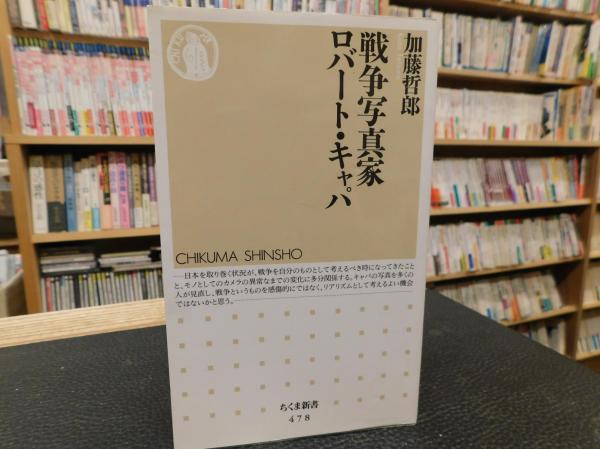 加藤哲郎
戦争写真家
ロバート・キャパ
CHIKUMA SHINSHO
―日本を取り巻く状況が、戦争を自分のものとして考えるべき時になってきたこと
と、モノとしてのカメラの異常なまでの変化に多分関係する。キャパの写真を多くの
人が見直し、戦争というものを感傷的にではなく、リアリズムとして考えるよい機会
ではないかと思う。
ちくま新書
478